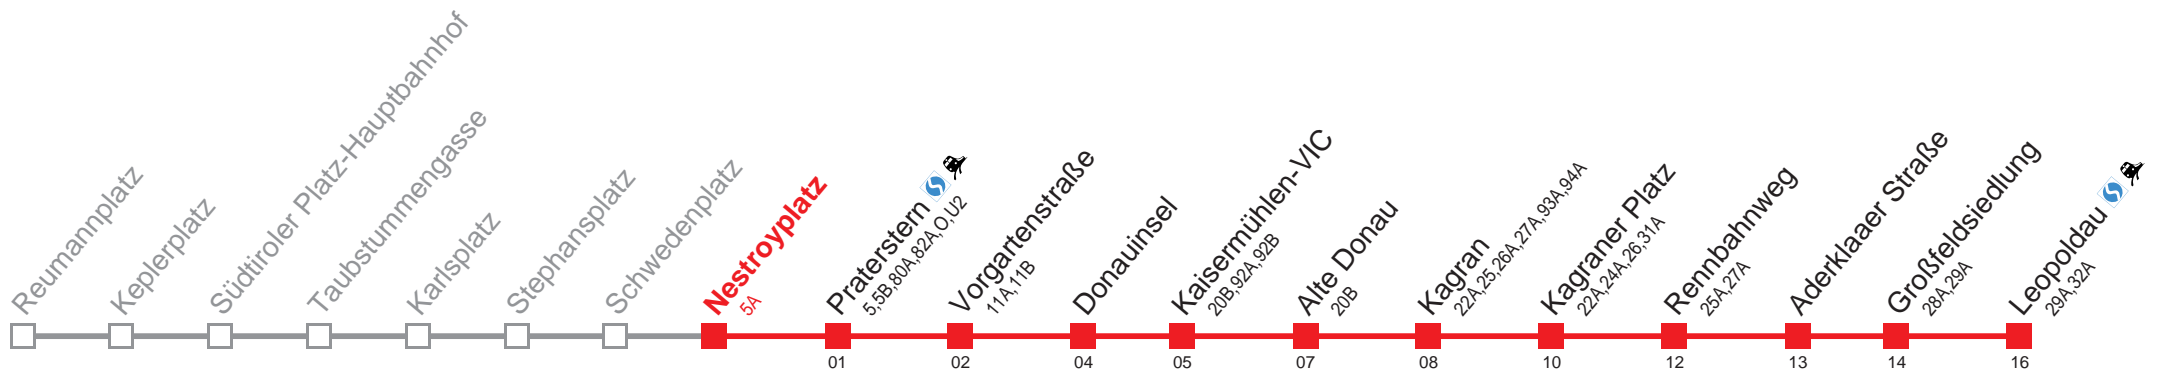 Reumannplatz
Keplerplatz
Südtiroler Platz-Hauptbahnhof
Taubstummengasse
Karlsplatz
Stephansplatz
Schwedenplatz
Nestroyplatz
5A
Praterstern
5,5B,80A,82A,O,U2
Vorgartenstraße
11A,11B
Donauinsel
Kaisermühlen-VIC
20B,92A,92B
Alte Donau
20B
Kagran
22A,25,26A,27A,93A,94A
Kagraner Platz
22A,24A,26,31A
Rennbahnweg
25A,27A
Aderklaaer Straße
Großfeldsiedlung
28A,29A
Leopoldau
29A,32A
01 02 04 05 07 08 10 12 13 14 16